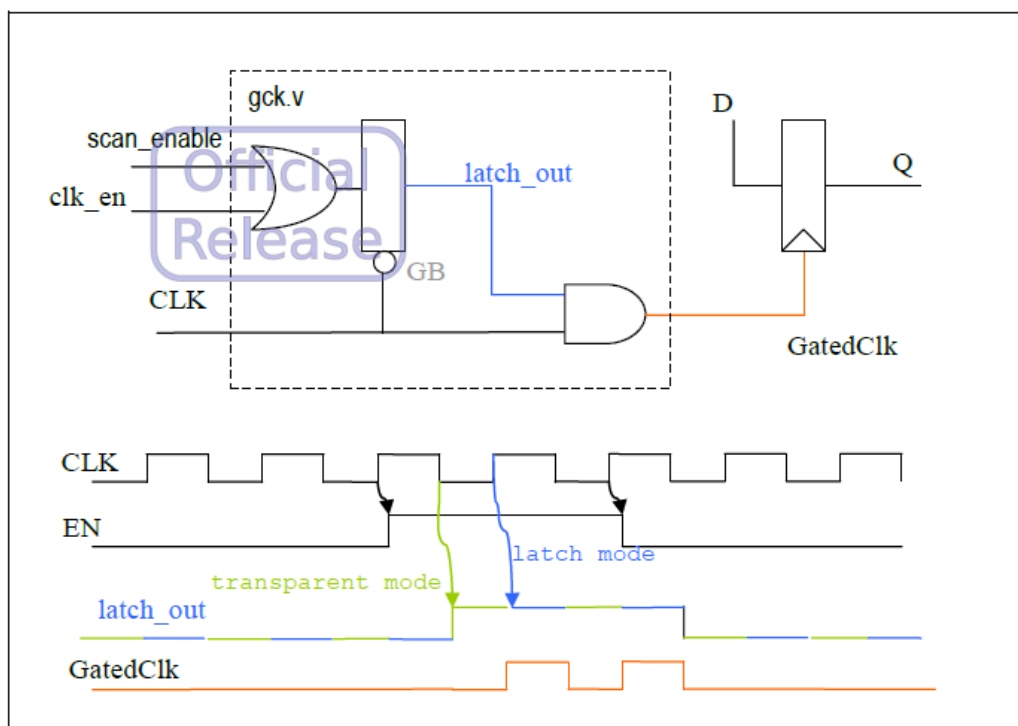 gck.v
D
scan_enable
Official
latch_out
Q
clk_en
Release
GB
CLK
GatedClk
CLK
EN
latch mode
transparent mode
latch_out
GatedClk